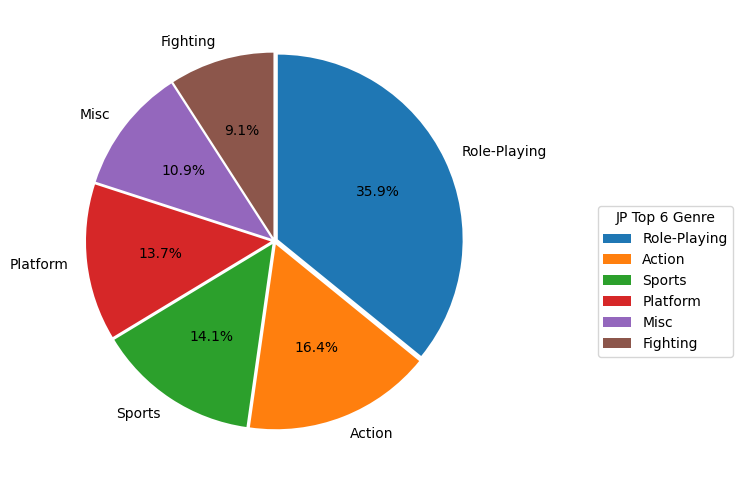 Fighting
Misc
9.1%
Role-Playing
10.9%
35.9%
JP Top 6 Genre
Role-Playing
Action
Sports
Platform
Misc
Fighting
13.7%
Platform
14.1%
16.4%
Sports
Action